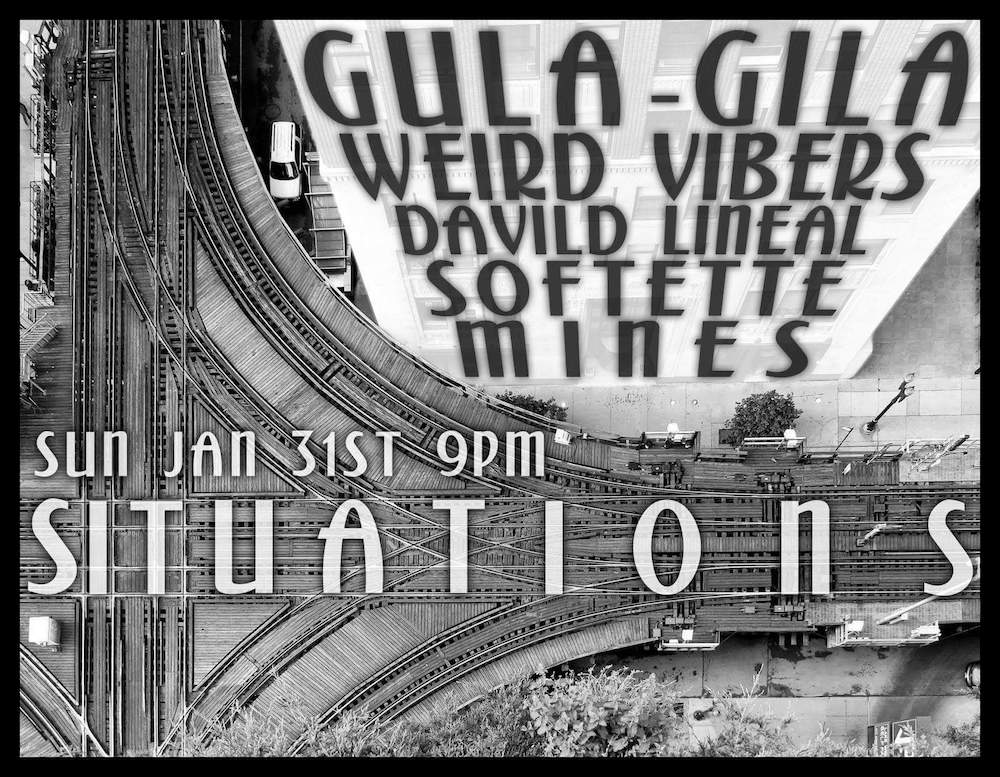 GULA-GILA
WEIRD VIBERS
DAVILD LINEAL
SOFTETTE
MINES
SUN JAN 31ST 9PM
SITUATIONS